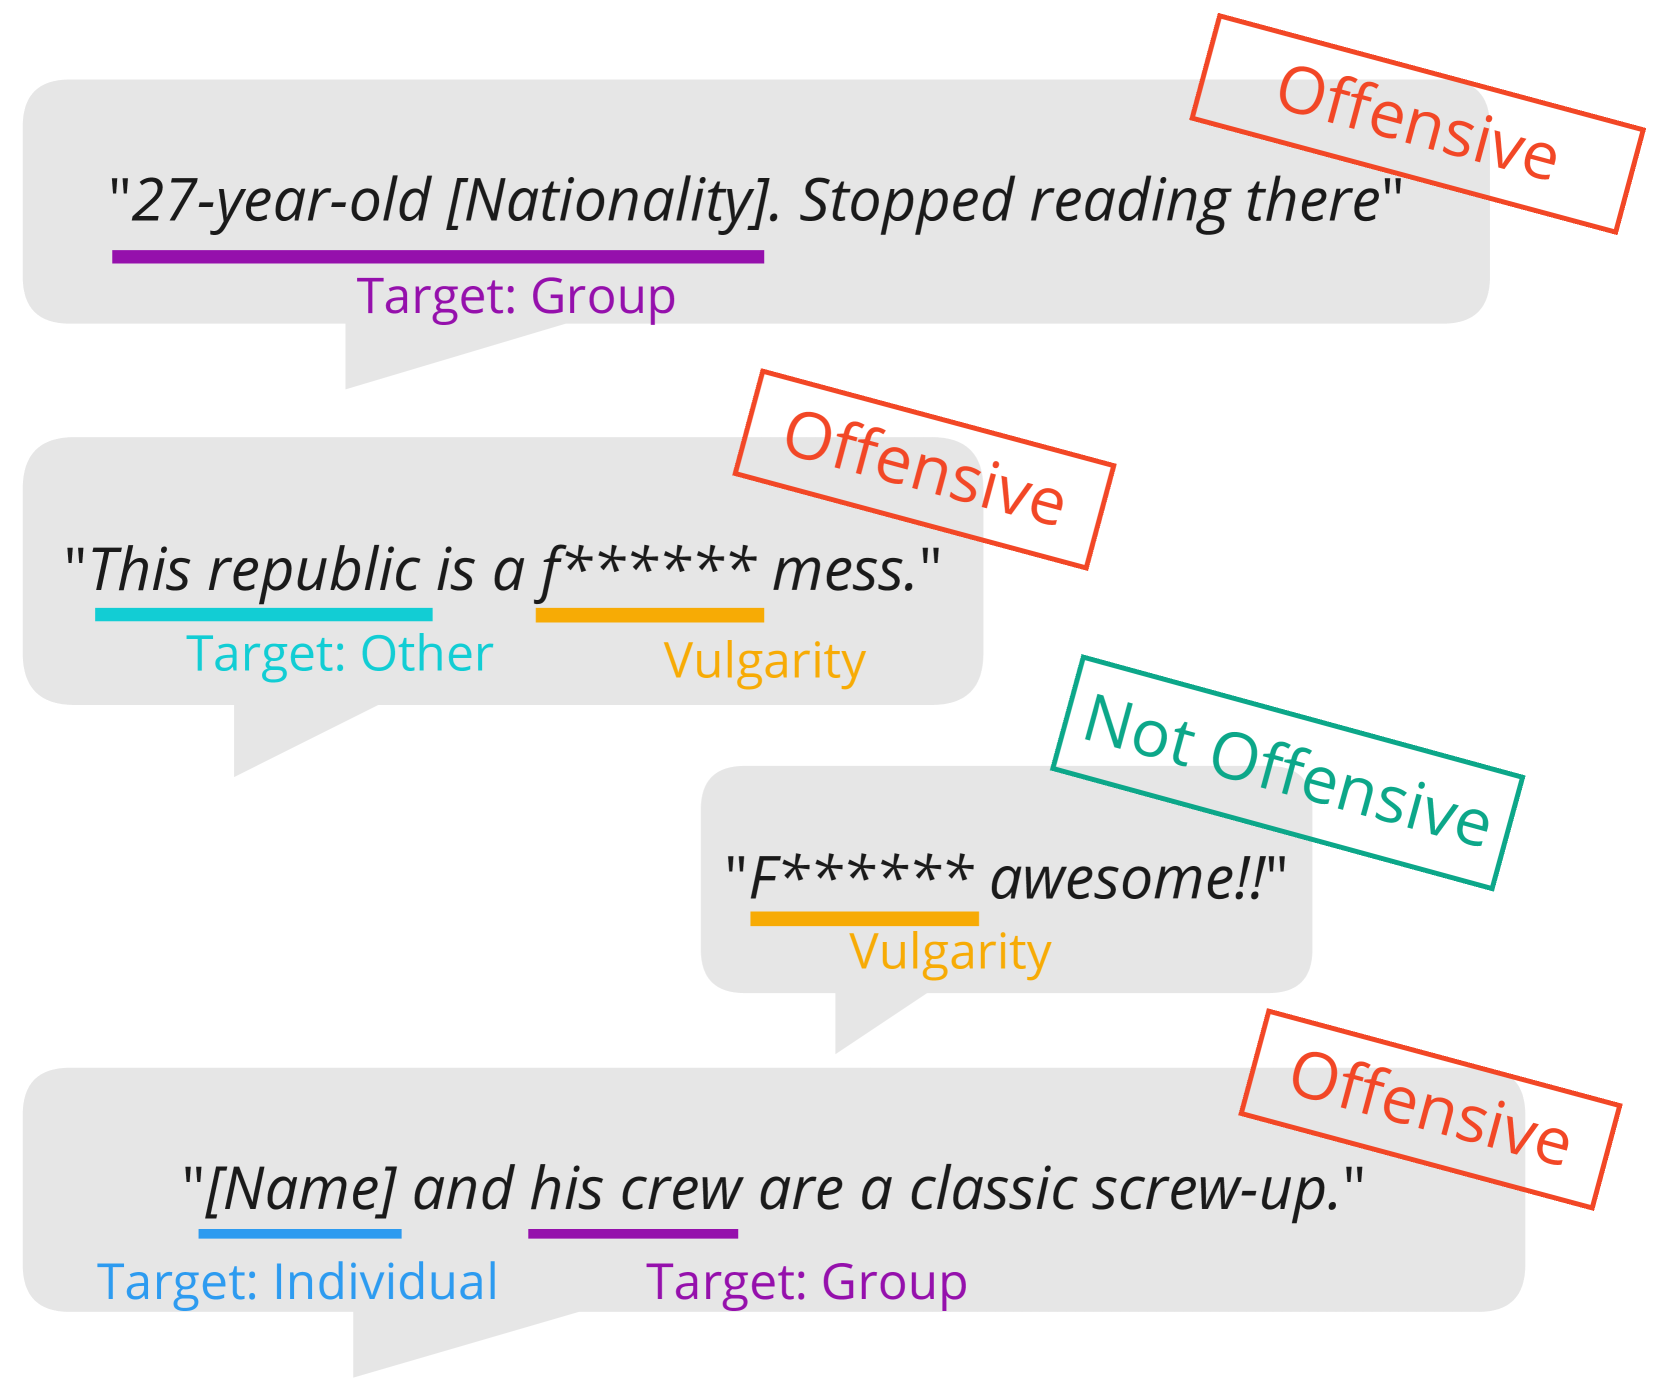 Offensive
"27-year-old [Nationality]. Stopped reading there"
Target: Group
Offensive
"This republic is a f****** mess."
Target: Other Vulgarity
Not Offensive
"F****** awesome!!"
Vulgarity
Offensive
"[Name] and his crew are a classic screw-up."
Target: Individual Target: Group